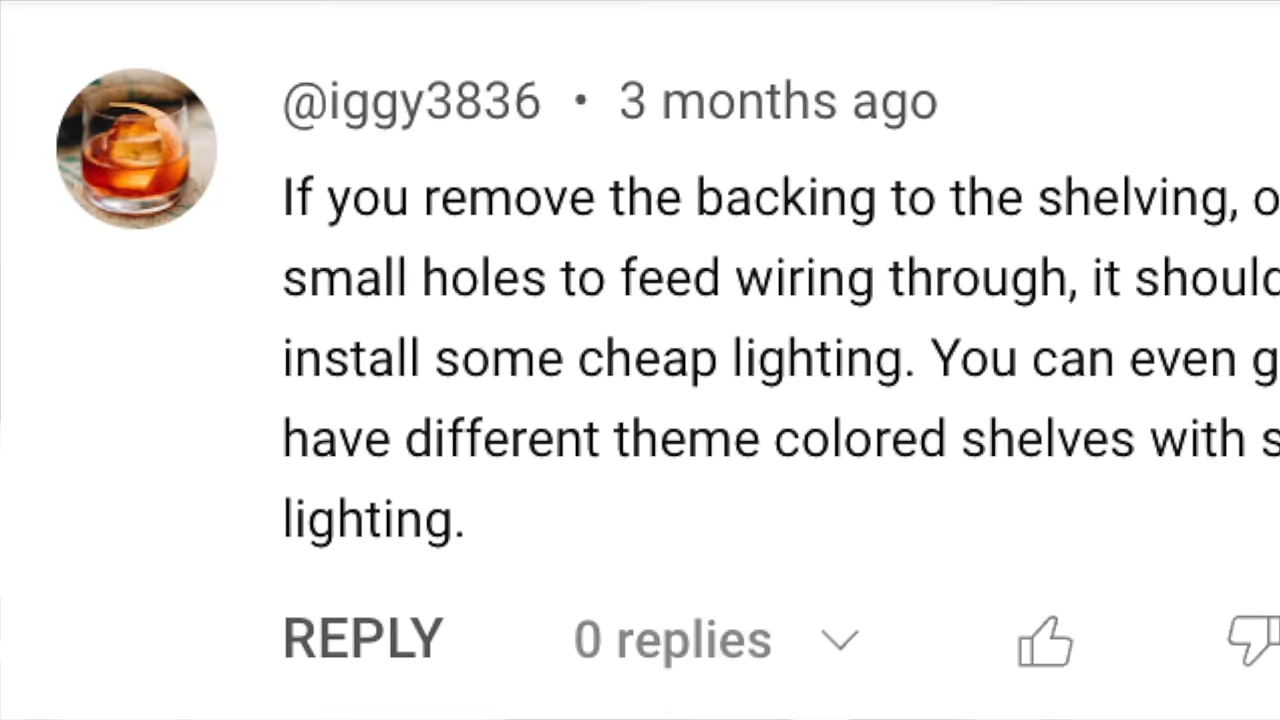 @iggy3836 • 3 months ago
If you remove the backing to the shelving,
small holes to feed wiring through, it should
install some cheap lighting. You can even
have different theme colored shelves with
lighting.
REPLY 0 replies